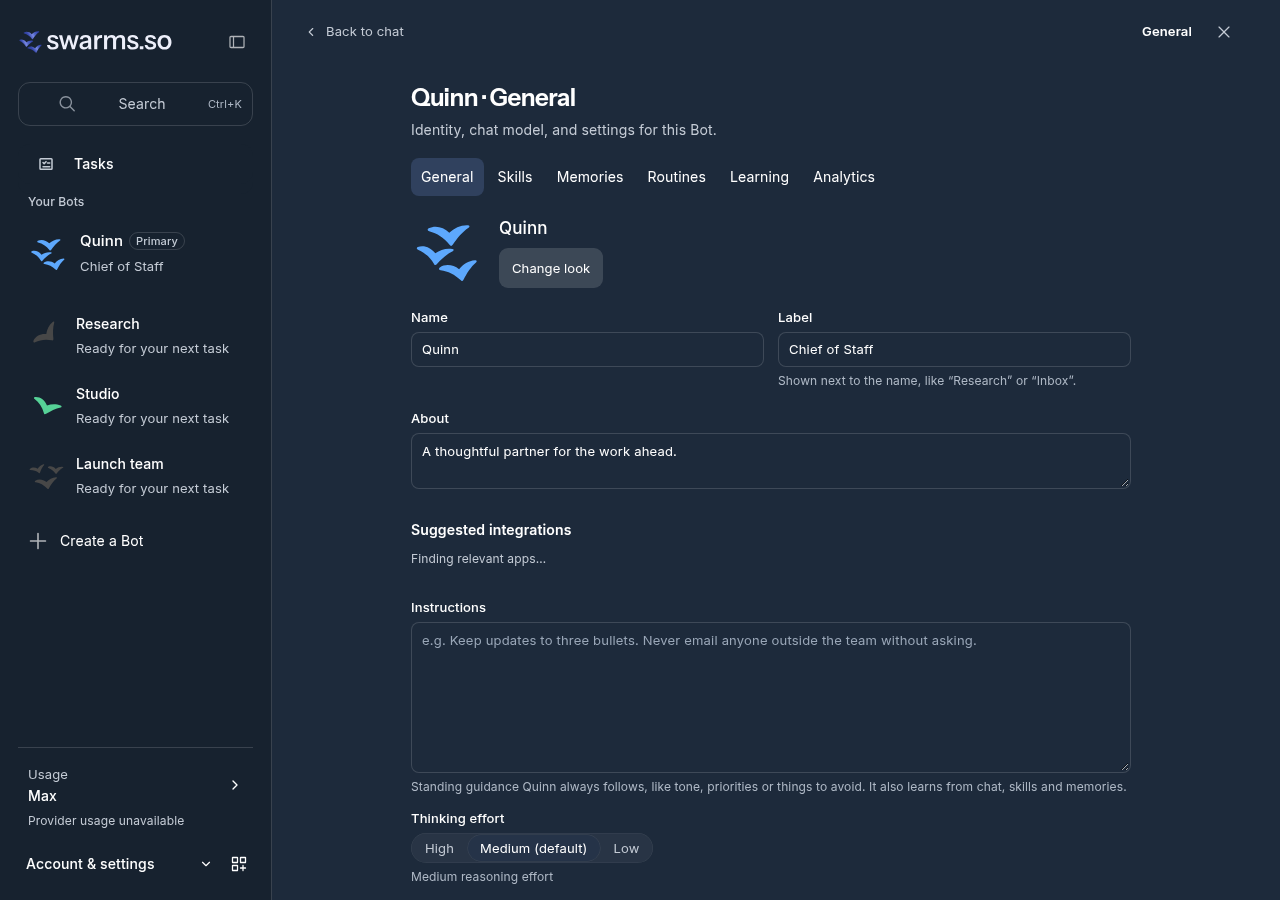 swarms.so
Search
Ctrl+K
Tasks
Your Bots
Quinn
Primary
Chief of Staff
Research
Ready for your next task
Studio
Ready for your next task
Launch team
Ready for your next task
Create a Bot
Usage
Max
Provider usage unavailable
Account & settings
Back to chat
General
Quinn · General
Identity, chat model, and settings for this Bot.
General
Skills
Memories
Routines
Learning
Analytics
Quinn
Change look
Name
Label
Quinn
Chief of Staff
Shown next to the name, like “Research” or “Inbox”.
About
A thoughtful partner for the work ahead.
Suggested integrations
Finding relevant apps...
Instructions
e.g. Keep updates to three bullets. Never email anyone outside the team without asking.
Standing guidance Quinn always follows, like tone, priorities or things to avoid. It also learns from chat, skills and memories.
Thinking effort
High
Medium (default)
Low
Medium reasoning effort